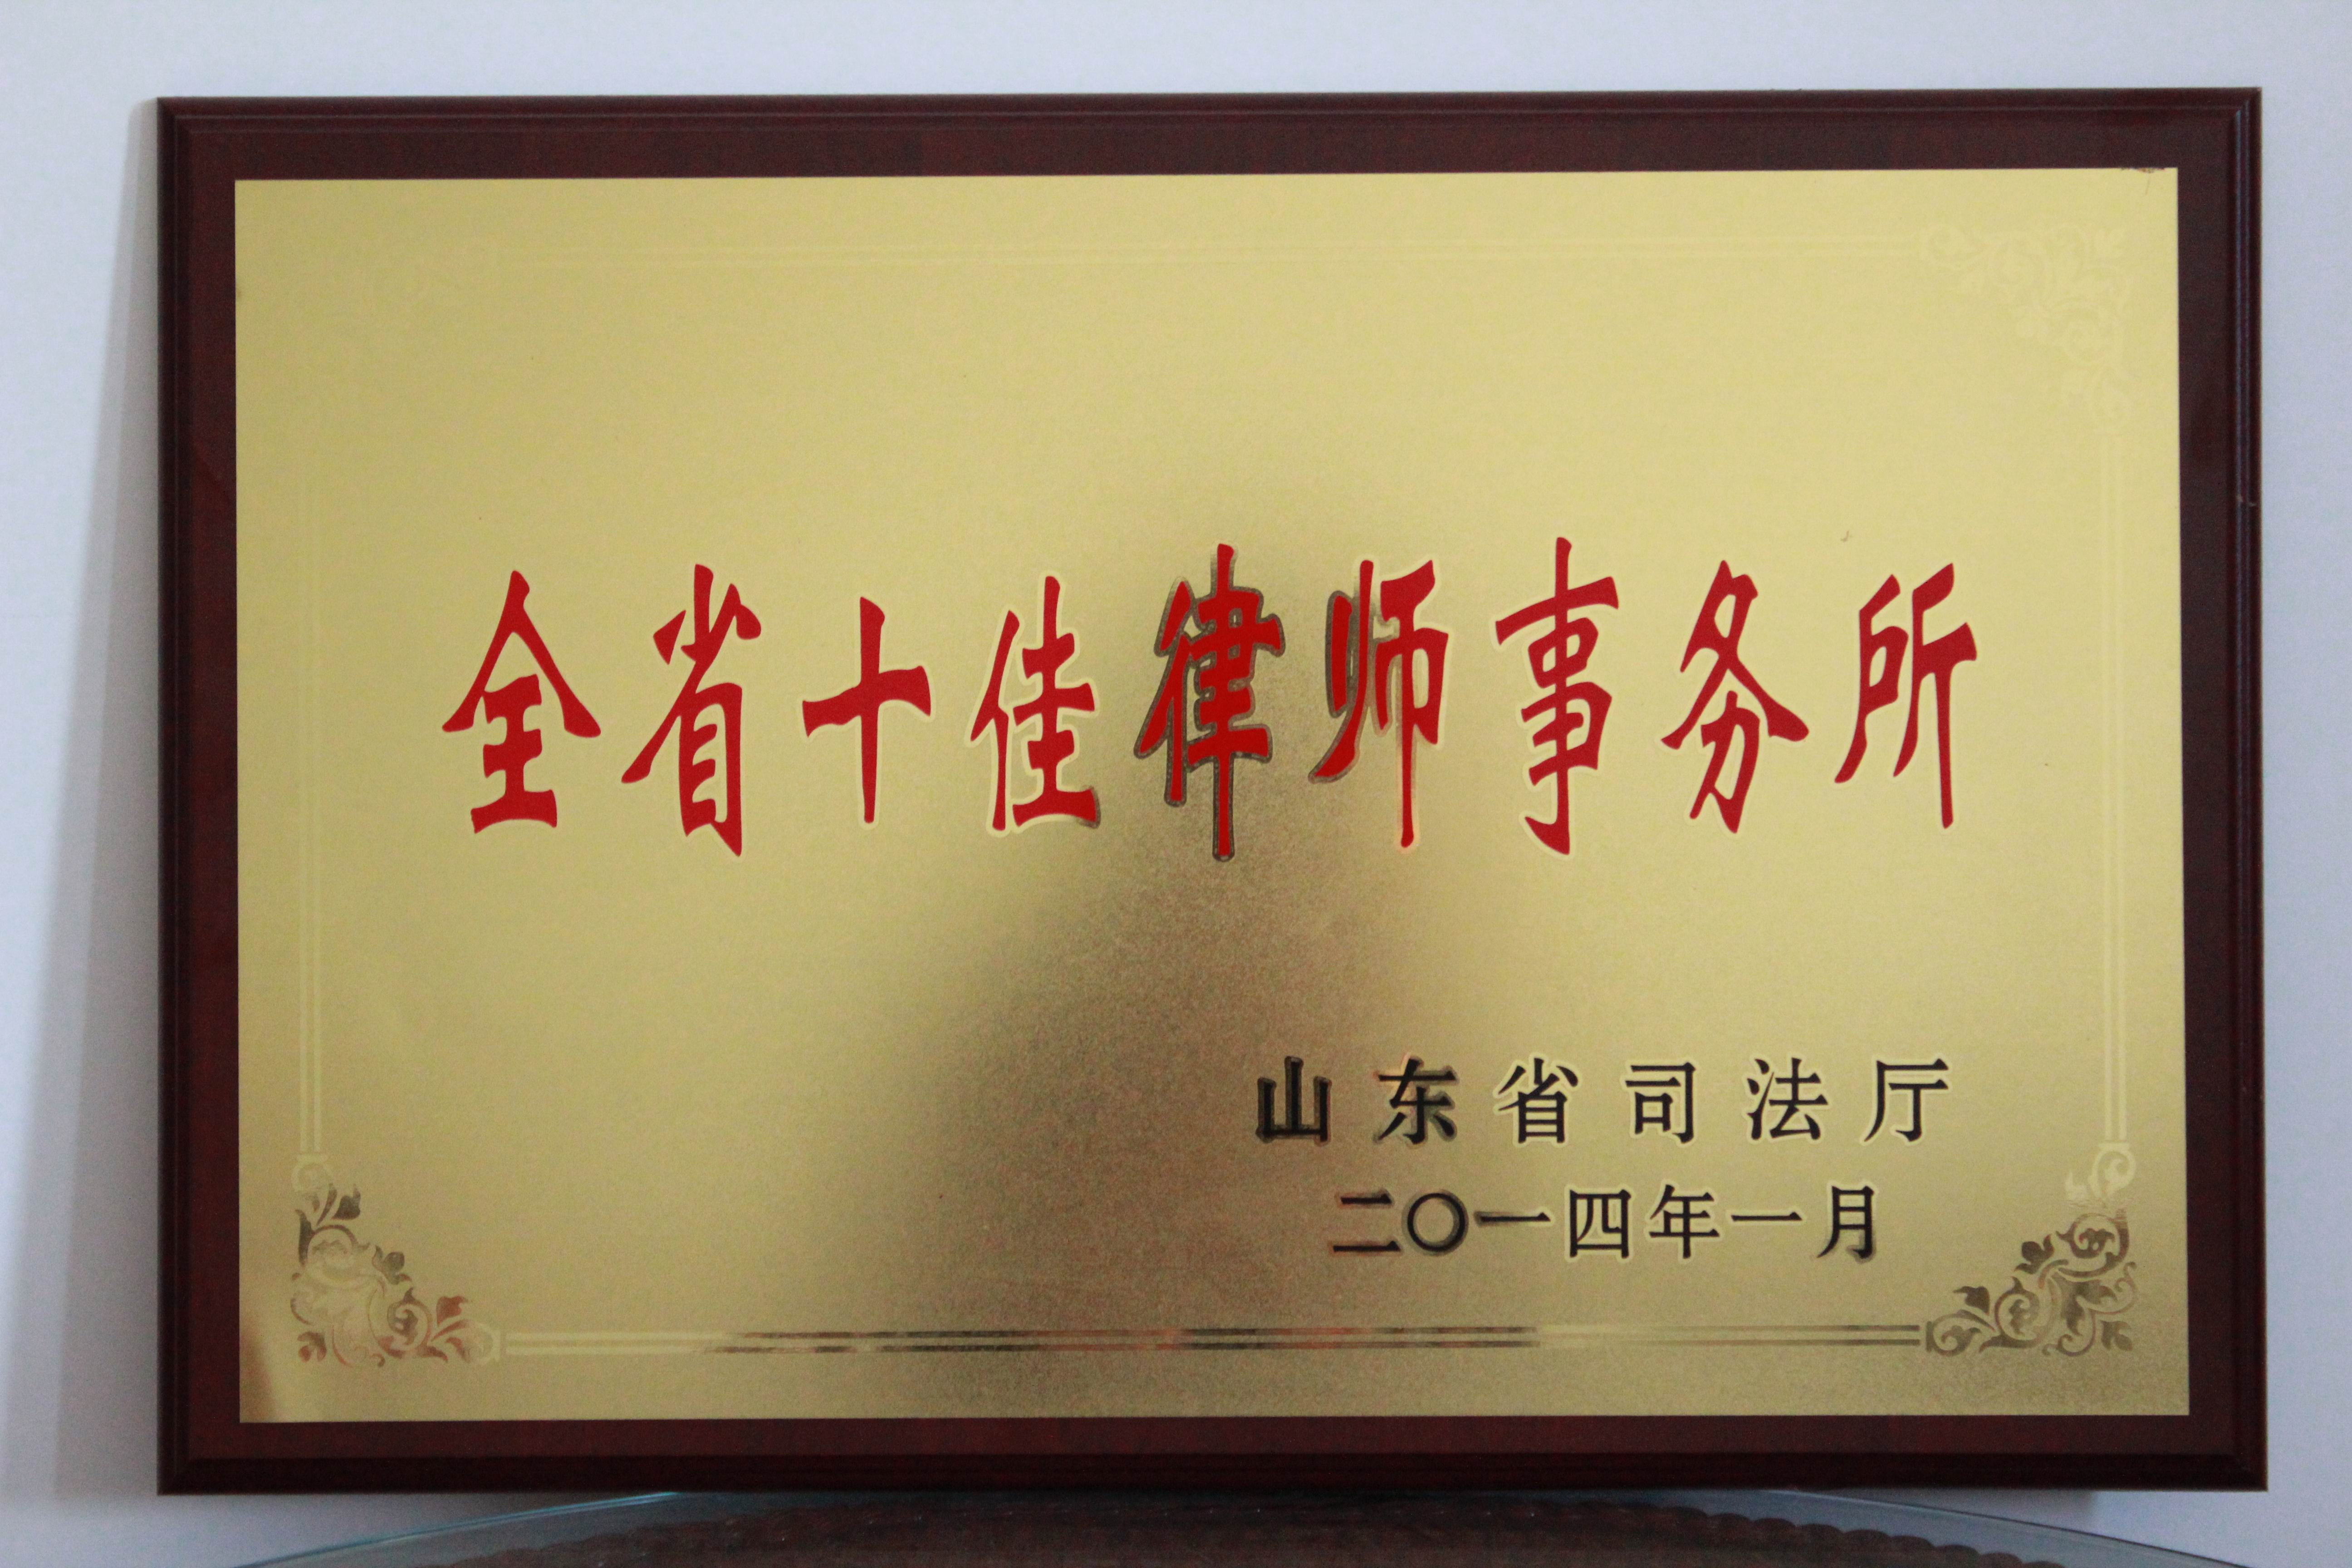 全省十佳律师事务所
山东省司法厅
二〇一四年一月